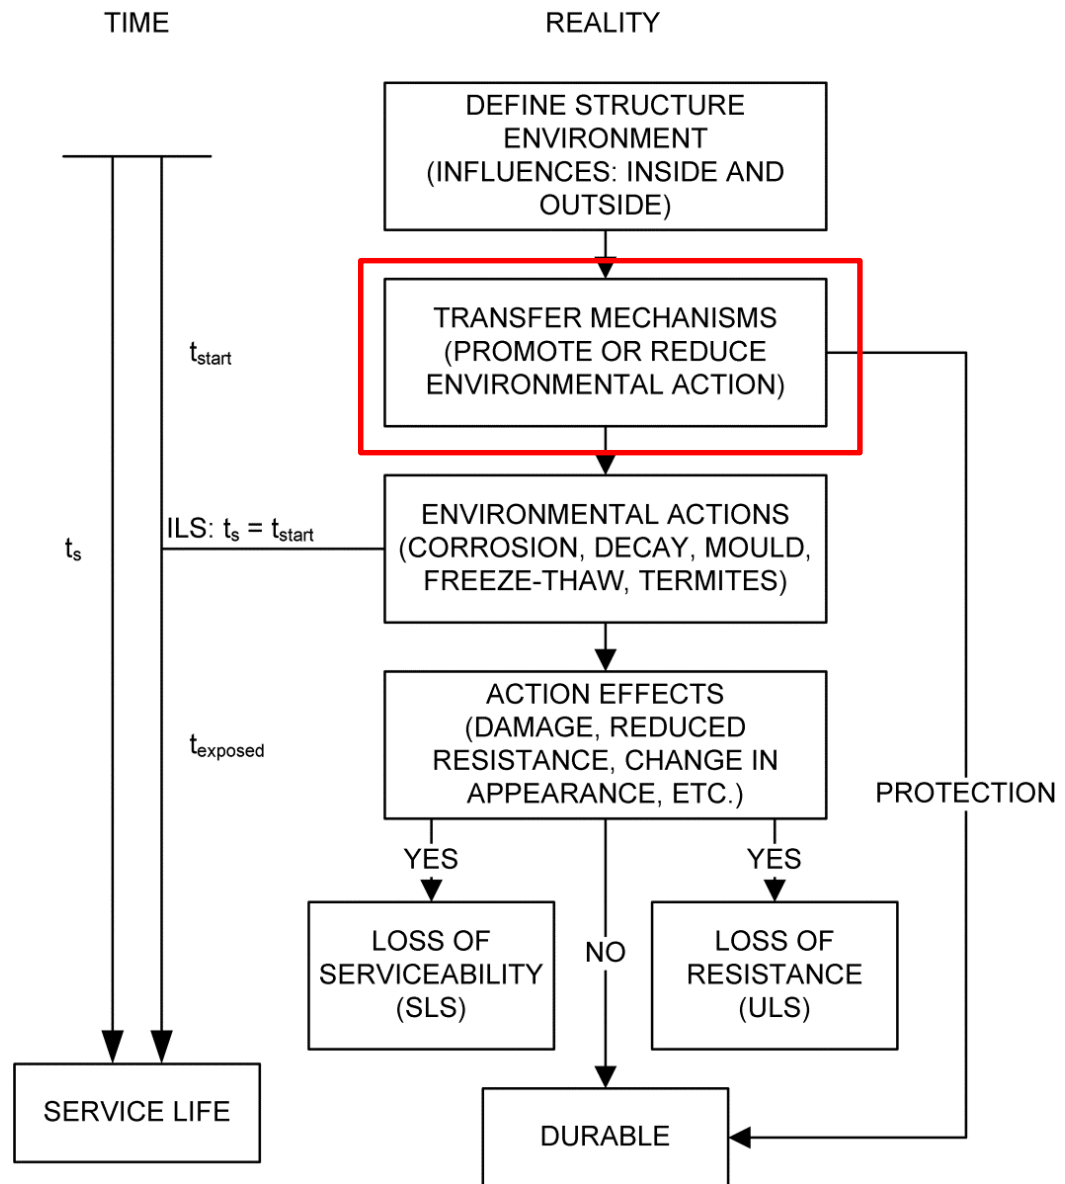 TIME
REALITY
DEFINE STRUCTURE
ENVIRONMENT
(INFLUENCES: INSIDE AND
OUTSIDE)
TRANSFER MECHANISMS
(PROMOTE OR REDUCE
ENVIRONMENTAL ACTION)
tstart
ENVIRONMENTAL ACTIONS
(CORROSION, DECAY, MOULD,
FREEZE-THAW, TERMITES)
ILS: ts = tstart
ts
ACTION EFFECTS
(DAMAGE, REDUCED
RESISTANCE, CHANGE IN
APPEARANCE, ETC.)
texposed
PROTECTION
YES
YES
LOSS OF
SERVICEABILITY
(SLS)
NO
LOSS OF
RESISTANCE
(ULS)
SERVICE LIFE
DURABLE